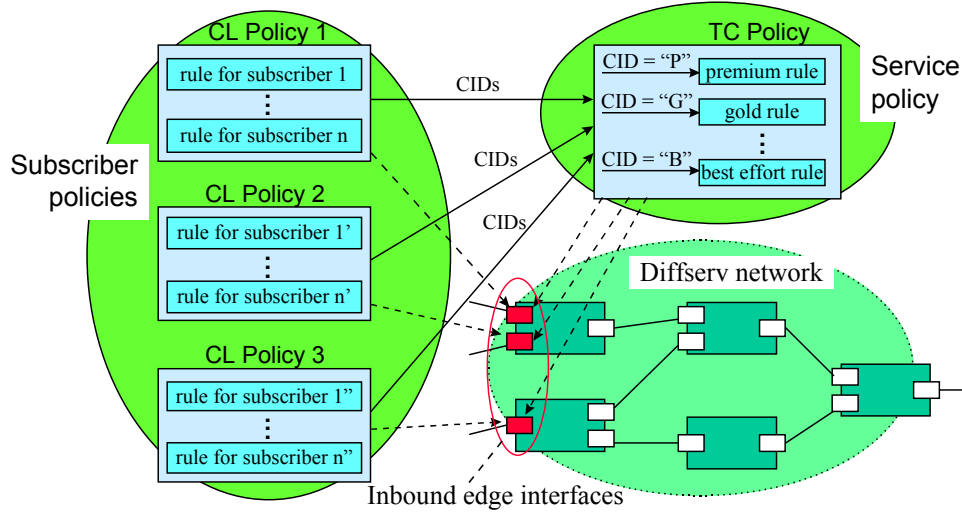 CL Policy 1
rule for subscriber 1
⋮
rule for subscriber n
Subscriber
policies
CL Policy 2
rule for subscriber 1’
⋮
rule for subscriber n’
CL Policy 3
rule for subscriber 1”
⋮
rule for subscriber n”
CIDs
CIDs
CIDs
TC Policy
CID = “P”
premium rule
CID = “G”
gold rule
⋮
CID = “B”
best effort rule
Service
policy
Diffserv network
Inbound edge interfaces